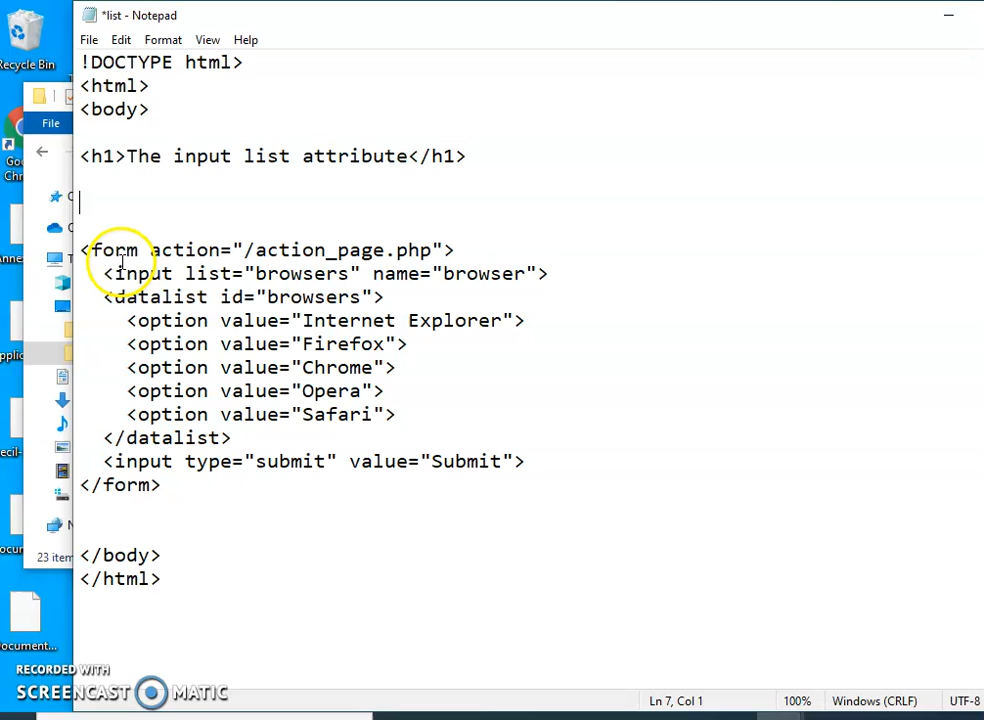 *list - Notepad
File Edit Format View Help
!DOCTYPE html>
<html>
<body>
<h1>The input list attribute</h1>
<form action="/action_page.php">
<input list="browsers" name="browser">
<datalist id="browsers">
<option value="Internet Explorer">
<option value="Firefox">
<option value="Chrome">
<option value="Opera">
<option value="Safari">
</datalist>
<input type="submit" value="Submit">
</form>
</body>
</html>
Ln 7, Col 1 100% Windows (CRLF) UTF-8
Recycle Bin
File
23 item
Document...
RECORDED WITH
SCREENCAST MATIC